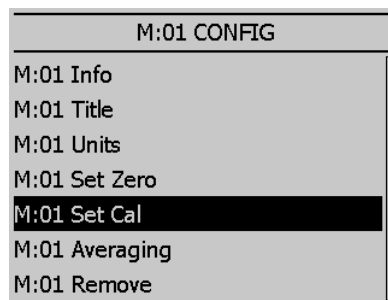 M:01 CONFIG
M:01 Info
M:01 Title
M:01 Units
M:01 Set Zero
M:01 Set Cal
M:01 Averaging
M:01 Remove